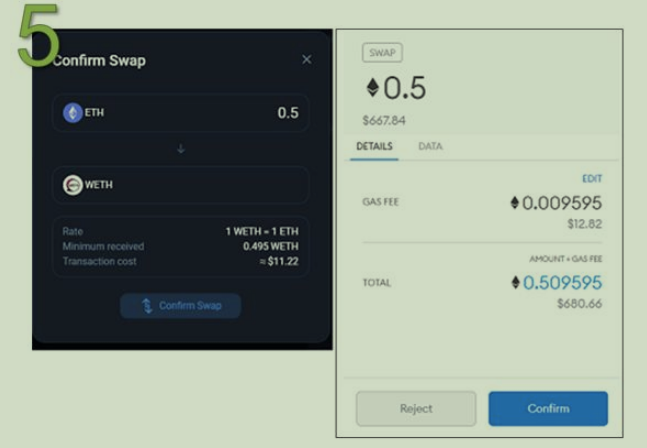 5
Confirm Swap ×
ETH 0.5
WETH
Rate 1 WETH = 1 ETH
Minimum received 0.495 WETH
Transaction cost ≈ $11.22
Confirm Swap
SWAP
0.5
$667.84
DETAILS DATA
EDIT
GAS FEE 0.009595
$12.82
AMOUNT + GAS FEE
TOTAL 0.509595
$680.66
Reject Confirm